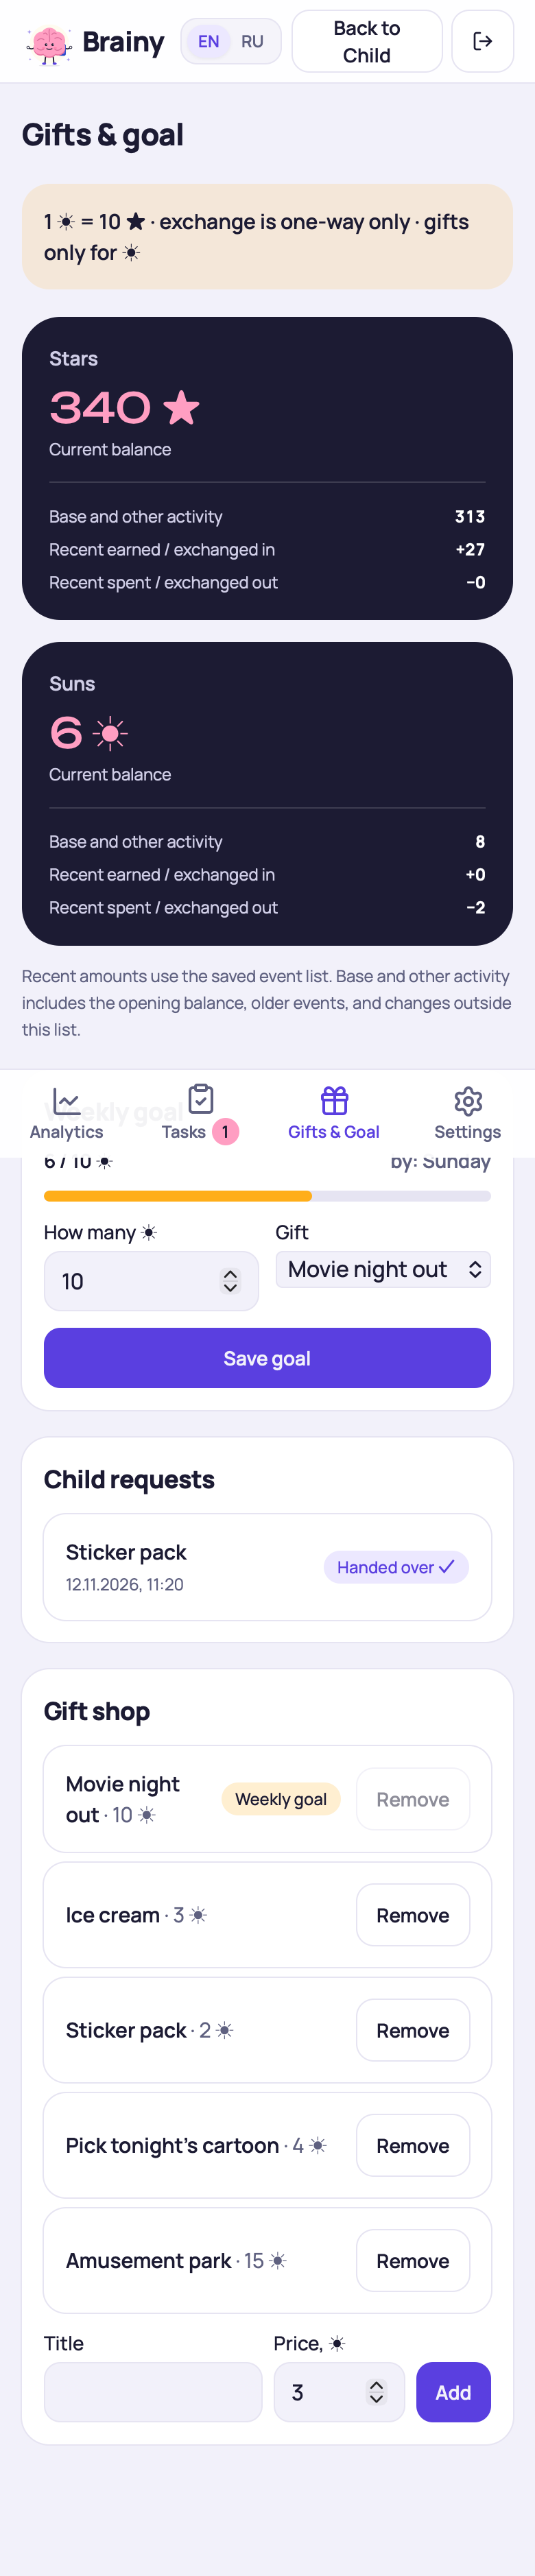 Brainy
EN RU
Back to
Child
Gifts & goal
1 ☀ = 10 ★ · exchange is one-way only · gifts
only for ☀
Stars
340 ★
Current balance
Base and other activity 313
Recent earned / exchanged in +27
Recent spent / exchanged out −0
Suns
6 ☀
Current balance
Base and other activity 8
Recent earned / exchanged in +0
Recent spent / exchanged out −2
Recent amounts use the saved event list. Base and other activity
includes the opening balance, older events, and changes outside
this list.
Weekly goal
Analytics Tasks 1 Gifts & Goal Settings
6 / 10 ☀ by: Sunday
How many ☀ Gift
10 Movie night out
Save goal
Child requests
Sticker pack
12.11.2026, 11:20
Handed over ✓
Gift shop
Movie night
out · 10 ☀
Weekly goal
Remove
Ice cream · 3 ☀ Remove
Sticker pack · 2 ☀ Remove
Pick tonight's cartoon · 4 ☀ Remove
Amusement park · 15 ☀ Remove
Title Price, ☀
3 Add